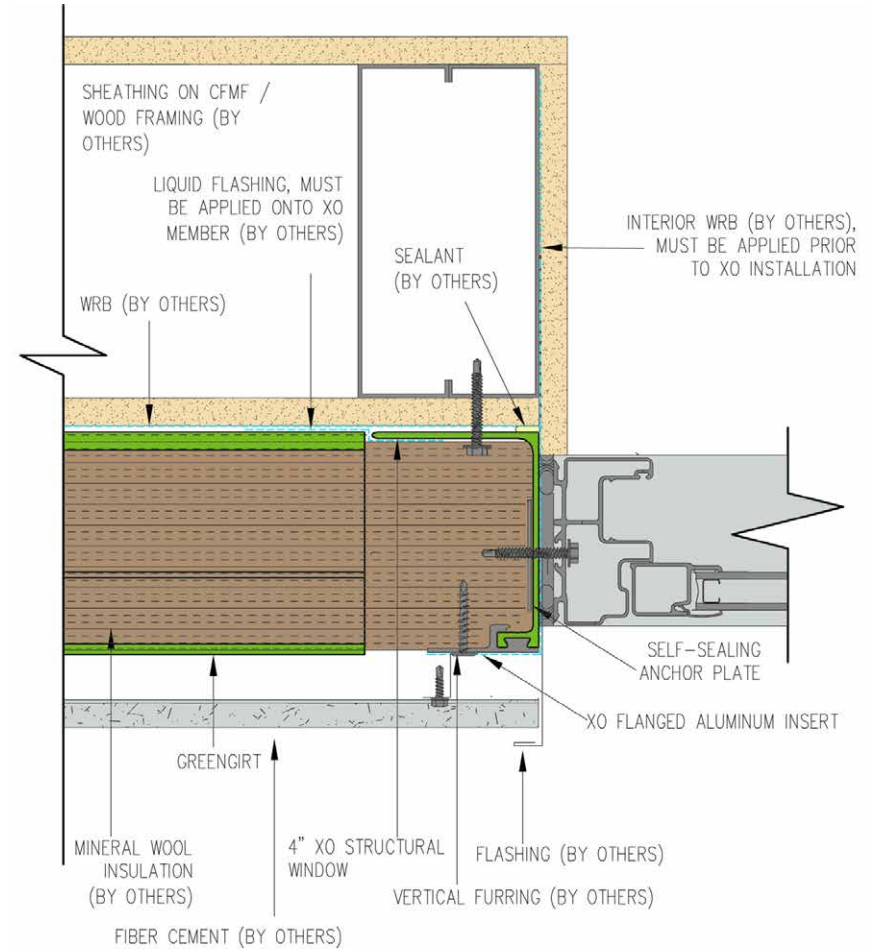 SHEATHING ON CFMF /
WOOD FRAMING (BY
OTHERS)
LIQUID FLASHING, MUST
BE APPLIED ONTO XO
MEMBER (BY OTHERS)
SEALANT
(BY OTHERS)
INTERIOR WRB (BY OTHERS),
MUST BE APPLIED PRIOR
TO XO INSTALLATION
WRB (BY OTHERS)
SELF-SEALING
ANCHOR PLATE
XO FLANGED ALUMINUM INSERT
GREENGIRT
MINERAL WOOL
INSULATION
(BY OTHERS)
4" XO STRUCTURAL
WINDOW
FLASHING (BY OTHERS)
VERTICAL FURRING (BY OTHERS)
FIBER CEMENT (BY OTHERS)